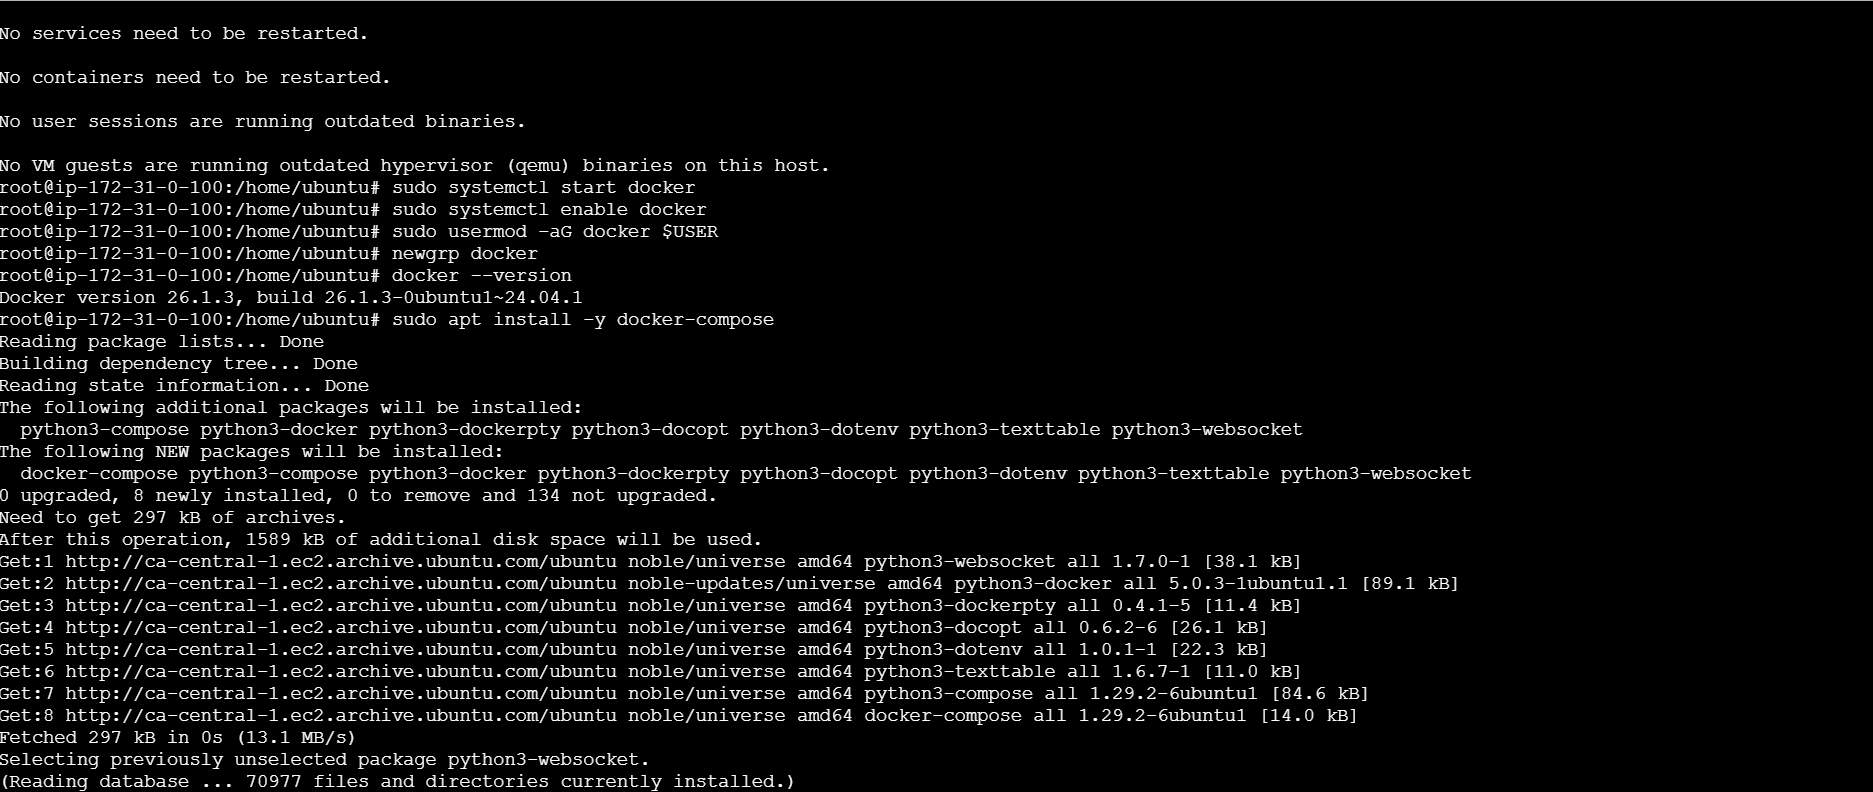 No services need to be restarted.
No containers need to be restarted.
No user sessions are running outdated binaries.
No VM guests are running outdated hypervisor (qemu) binaries on this host.
root@ip-172-31-0-100:/home/ubuntu# sudo systemctl start docker
root@ip-172-31-0-100:/home/ubuntu# sudo systemctl enable docker
root@ip-172-31-0-100:/home/ubuntu# sudo usermod -aG docker $USER
root@ip-172-31-0-100:/home/ubuntu# newgrp docker
root@ip-172-31-0-100:/home/ubuntu# docker --version
Docker version 26.1.3, build 26.1.3-0ubuntu1~24.04.1
root@ip-172-31-0-100:/home/ubuntu# sudo apt install -y docker-compose
Reading package lists... Done
Building dependency tree... Done
Reading state information... Done
The following additional packages will be installed:
  python3-compose python3-docker python3-dockerpty python3-docopt python3-dotenv python3-texttable python3-websocket
The following NEW packages will be installed:
  docker-compose python3-compose python3-docker python3-dockerpty python3-docopt python3-dotenv python3-texttable python3-websocket
0 upgraded, 8 newly installed, 0 to remove and 134 not upgraded.
Need to get 297 kB of archives.
After this operation, 1589 kB of additional disk space will be used.
Get:1 http://ca-central-1.ec2.archive.ubuntu.com/ubuntu noble/universe amd64 python3-websocket all 1.7.0-1 [38.1 kB]
Get:2 http://ca-central-1.ec2.archive.ubuntu.com/ubuntu noble-updates/universe amd64 python3-docker all 5.0.3-1ubuntu1.1 [89.1 kB]
Get:3 http://ca-central-1.ec2.archive.ubuntu.com/ubuntu noble/universe amd64 python3-dockerpty all 0.4.1-5 [11.4 kB]
Get:4 http://ca-central-1.ec2.archive.ubuntu.com/ubuntu noble/universe amd64 python3-docopt all 0.6.2-6 [26.1 kB]
Get:5 http://ca-central-1.ec2.archive.ubuntu.com/ubuntu noble/universe amd64 python3-dotenv all 1.0.1-1 [22.3 kB]
Get:6 http://ca-central-1.ec2.archive.ubuntu.com/ubuntu noble/universe amd64 python3-texttable all 1.6.7-1 [11.0 kB]
Get:7 http://ca-central-1.ec2.archive.ubuntu.com/ubuntu noble/universe amd64 python3-compose all 1.29.2-6ubuntu1 [84.6 kB]
Get:8 http://ca-central-1.ec2.archive.ubuntu.com/ubuntu noble/universe amd64 docker-compose all 1.29.2-6ubuntu1 [14.0 kB]
Fetched 297 kB in 0s (13.1 MB/s)
Selecting previously unselected package python3-websocket.
(Reading database ... 70977 files and directories currently installed.)